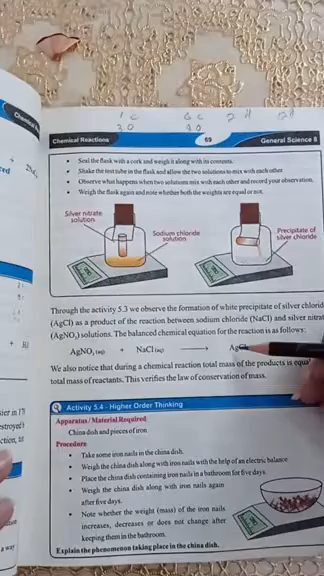 1 C 6 C 2 H 12 H
3 O
Chemical Reactions 69 General Science 8
• Seal the flask with a cork and weigh it along with its contents.
• Shake the test tube in the flask and allow the two solutions to mix with each other.
• Observe what happens when two solutions mix with each other and record your observation.
• Weigh the flask again and note whether both the weights are equal or not.
Silver nitrate
solution
Sodium chloride
solution
Precipitate of
silver chloride
Through the activity 5.3 we observe the formation of white precipitate of silver chlorid
(AgCl) as a product of the reaction between sodium chloride (NaCl) and silver nitrat
(AgNO₃) solutions. The balanced chemical equation for the reaction is as follows:
AgNO₃ (aq) + NaCl (aq) ⟶ AgCl
We also notice that during a chemical reaction total mass of the products is equa
total mass of reactants. This verifies the law of conservation of mass.
Activity 5.4 - Higher Order Thinking
Apparatus / Material Required
China dish and pieces of iron
Procedure
• Take some iron nails in the china dish.
• Weigh the china dish along with iron nails with the help of an electric balance
• Place the china dish containing iron nails in a bathroom for five days.
• Weigh the china dish along with iron nails again
after five days.
• Note whether the weight (mass) of the iron nails
increases, decreases or does not change after
keeping them in the bathroom.
Explain the phenomenon taking place in the china dish.